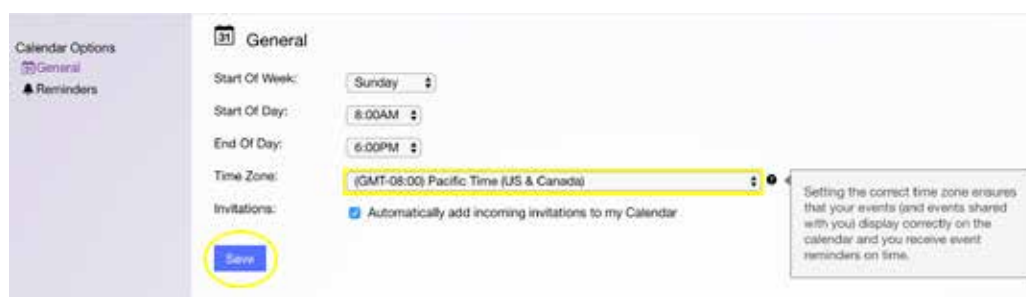 Calendar Options
General
Reminders
31 General
Start Of Week:
Sunday
Start Of Day:
8:00AM
End Of Day:
6:00PM
Time Zone:
(GMT-08:00) Pacific Time (US & Canada)
Invitations:
Automatically add incoming invitations to my Calendar
Save
Setting the correct time zone ensures
that your events (and events shared
with you) display correctly on the
calendar and you receive event
reminders on time.